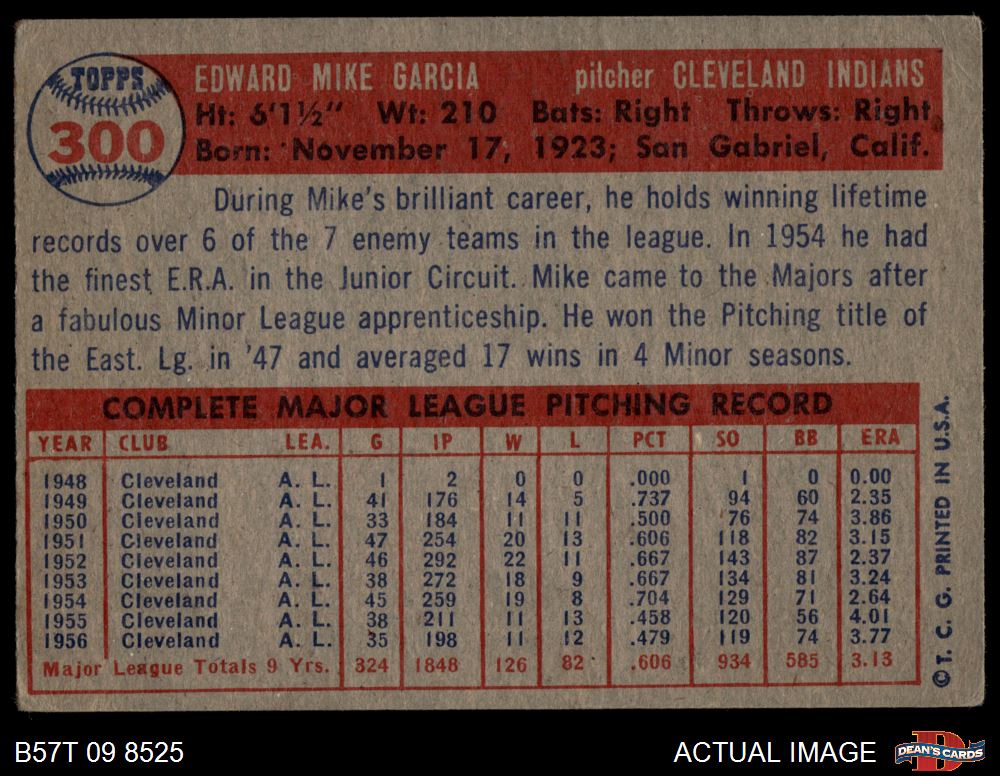 TOPPS
300
EDWARD MIKE GARCIA pitcher CLEVELAND INDIANS
Ht: 6'1½" Wt: 210 Bats: Right Throws: Right
Born: November 17, 1923; San Gabriel, Calif.
During Mike's brilliant career, he holds winning lifetime
records over 6 of the 7 enemy teams in the league. In 1954 he had
the finest E.R.A. in the Junior Circuit. Mike came to the Majors after
a fabulous Minor League apprenticeship. He won the Pitching title of
the East. Lg. in '47 and averaged 17 wins in 4 Minor seasons.
COMPLETE MAJOR LEAGUE PITCHING RECORD
YEAR CLUB LEA. G IP W L PCT SO BB ERA
1948 Cleveland A. L. 1 2 0 0 .000 1 0 0.00
1949 Cleveland A. L. 41 176 14 5 .737 94 60 2.35
1950 Cleveland A. L. 33 184 11 11 .500 76 74 3.86
1951 Cleveland A. L. 47 254 20 13 .606 118 82 3.15
1952 Cleveland A. L. 46 292 22 11 .667 143 87 2.37
1953 Cleveland A. L. 38 272 18 9 .667 134 81 3.24
1954 Cleveland A. L. 45 259 19 8 .704 129 71 2.64
1955 Cleveland A. L. 38 211 11 13 .458 120 56 4.01
1956 Cleveland A. L. 35 198 11 12 .479 119 74 3.77
Major League Totals 9 Yrs. 324 1848 126 82 .606 934 585 3.13
© T. C. G. PRINTED IN U.S.A.
B57T 09 8525
ACTUAL IMAGE
D
DEAN'S CARDS